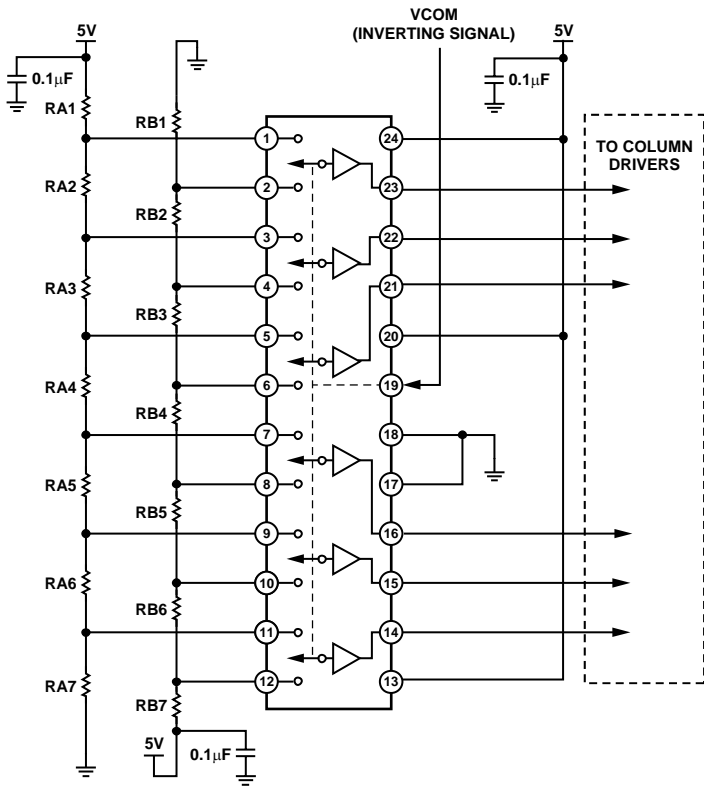 VCOM
(INVERTING SIGNAL)
5V
5V
0.1μF
0.1μF
RA1
RB1
1
24
TO COLUMN
DRIVERS
RA2
2
23
RB2
3
22
RA3
4
21
RB3
5
20
RA4
6
19
RB4
7
18
RA5
8
17
RB5
9
16
RA6
10
15
RB6
11
14
RA7
12
13
RB7
5V
0.1μF